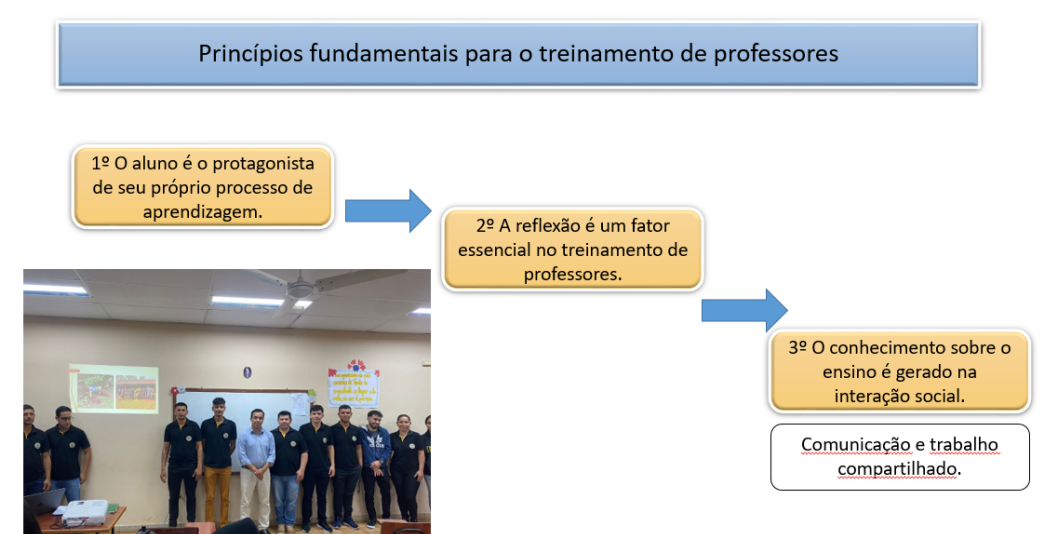 Princípios fundamentais para o treinamento de professores
1º O aluno é o protagonista
de seu próprio processo de
aprendizagem.
2º A reflexão é um fator
essencial no treinamento de
professores.
3º O conhecimento sobre o
ensino é gerado na
interação social.
Comunicação e trabalho
compartilhado.